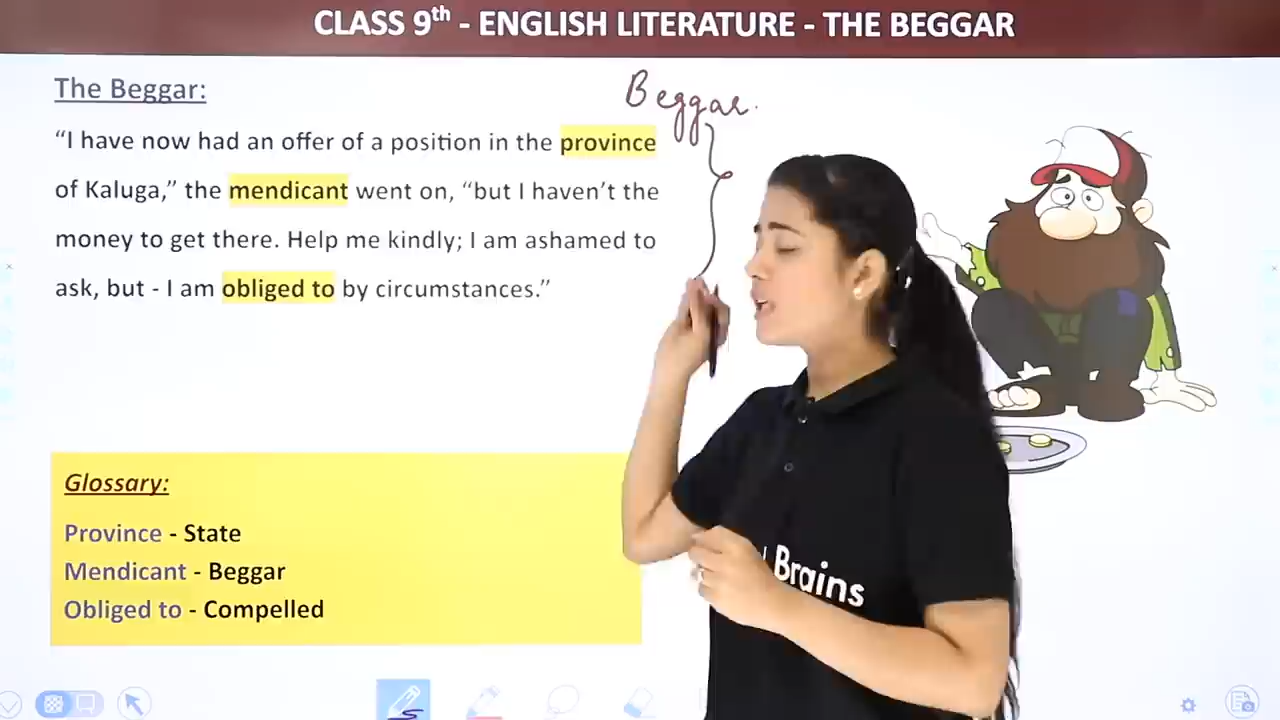 CLASS 9th - ENGLISH LITERATURE - THE BEGGAR
The Beggar:
Beggar.
“I have now had an offer of a position in the province
of Kaluga,” the mendicant went on, “but I haven’t the
money to get there. Help me kindly; I am ashamed to
ask, but - I am obliged to by circumstances.”
Glossary:
Province - State
Mendicant - Beggar
Obliged to - Compelled
Brains